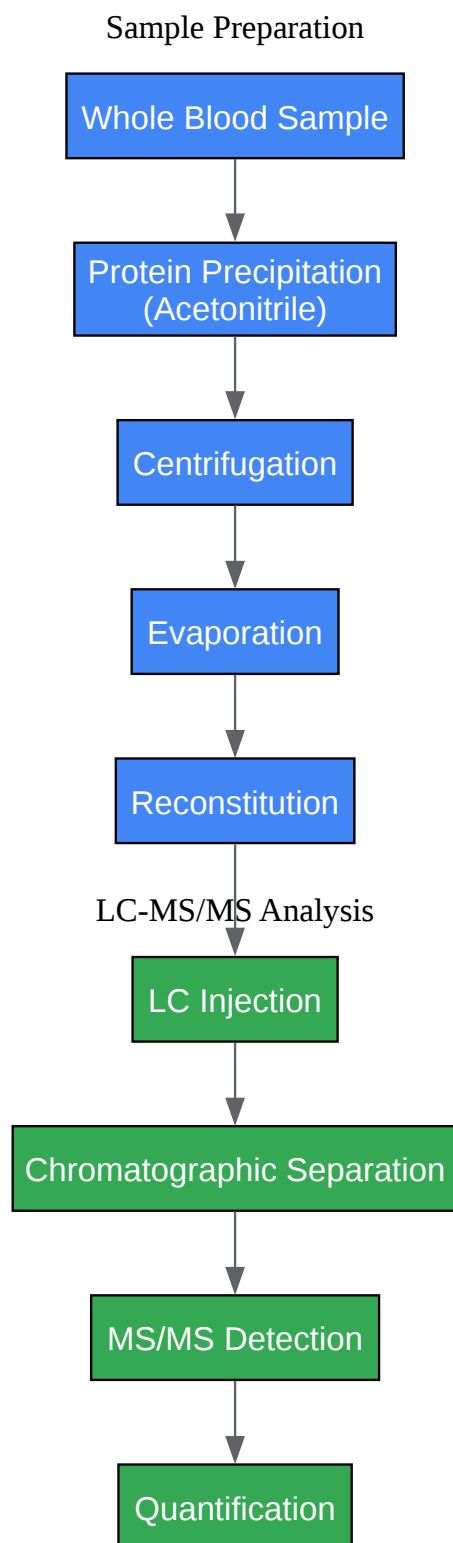 Sample Preparation
Whole Blood Sample
Protein Precipitation
(Acetonitrile)
Centrifugation
Evaporation
Reconstitution
LC-MS/MS Analysis
LC Injection
Chromatographic Separation
MS/MS Detection
Quantification